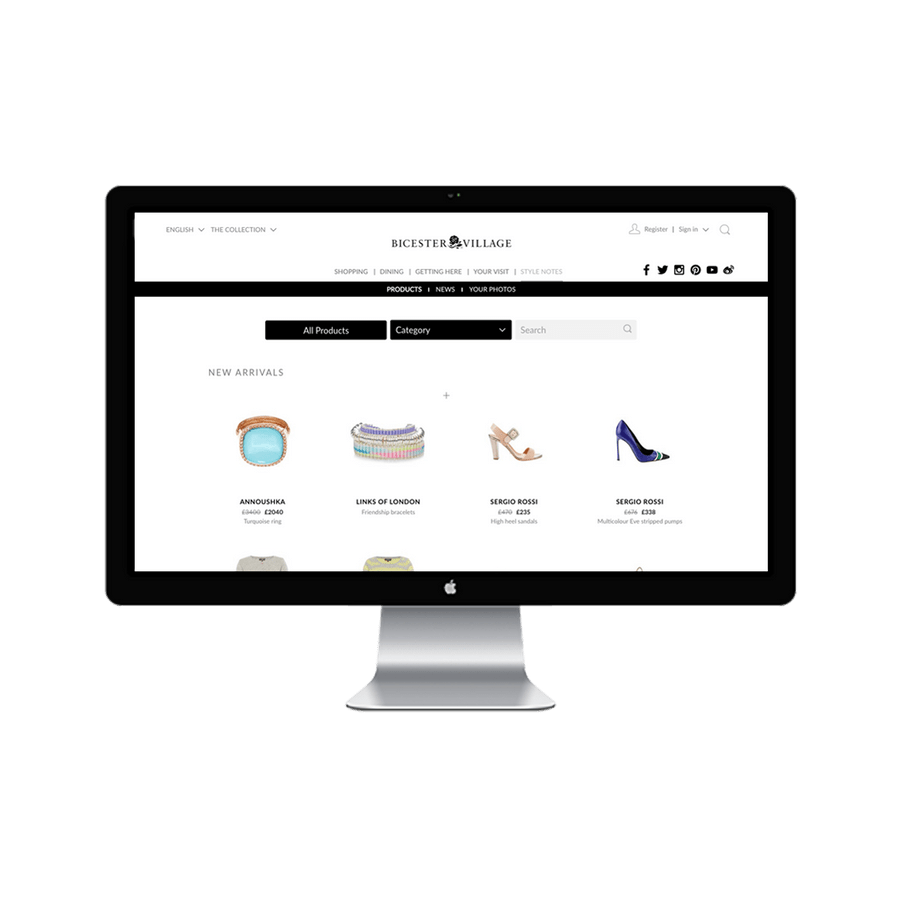 ENGLISH THE COLLECTION
Register | Sign in
BICESTER VILLAGE
SHOPPING | DINING | GETTING HERE | YOUR VISIT | STYLE NOTES
PRODUCTS | NEWS | YOUR PHOTOS
All Products Category Search
NEW ARRIVALS
ANNOUSHKA
£3400 £2040
Turquoise ring
LINKS OF LONDON
Friendship bracelets
SERGIO ROSSI
£470 £235
High heel sandals
SERGIO ROSSI
£676 £338
Multicolour Eve stripped pumps